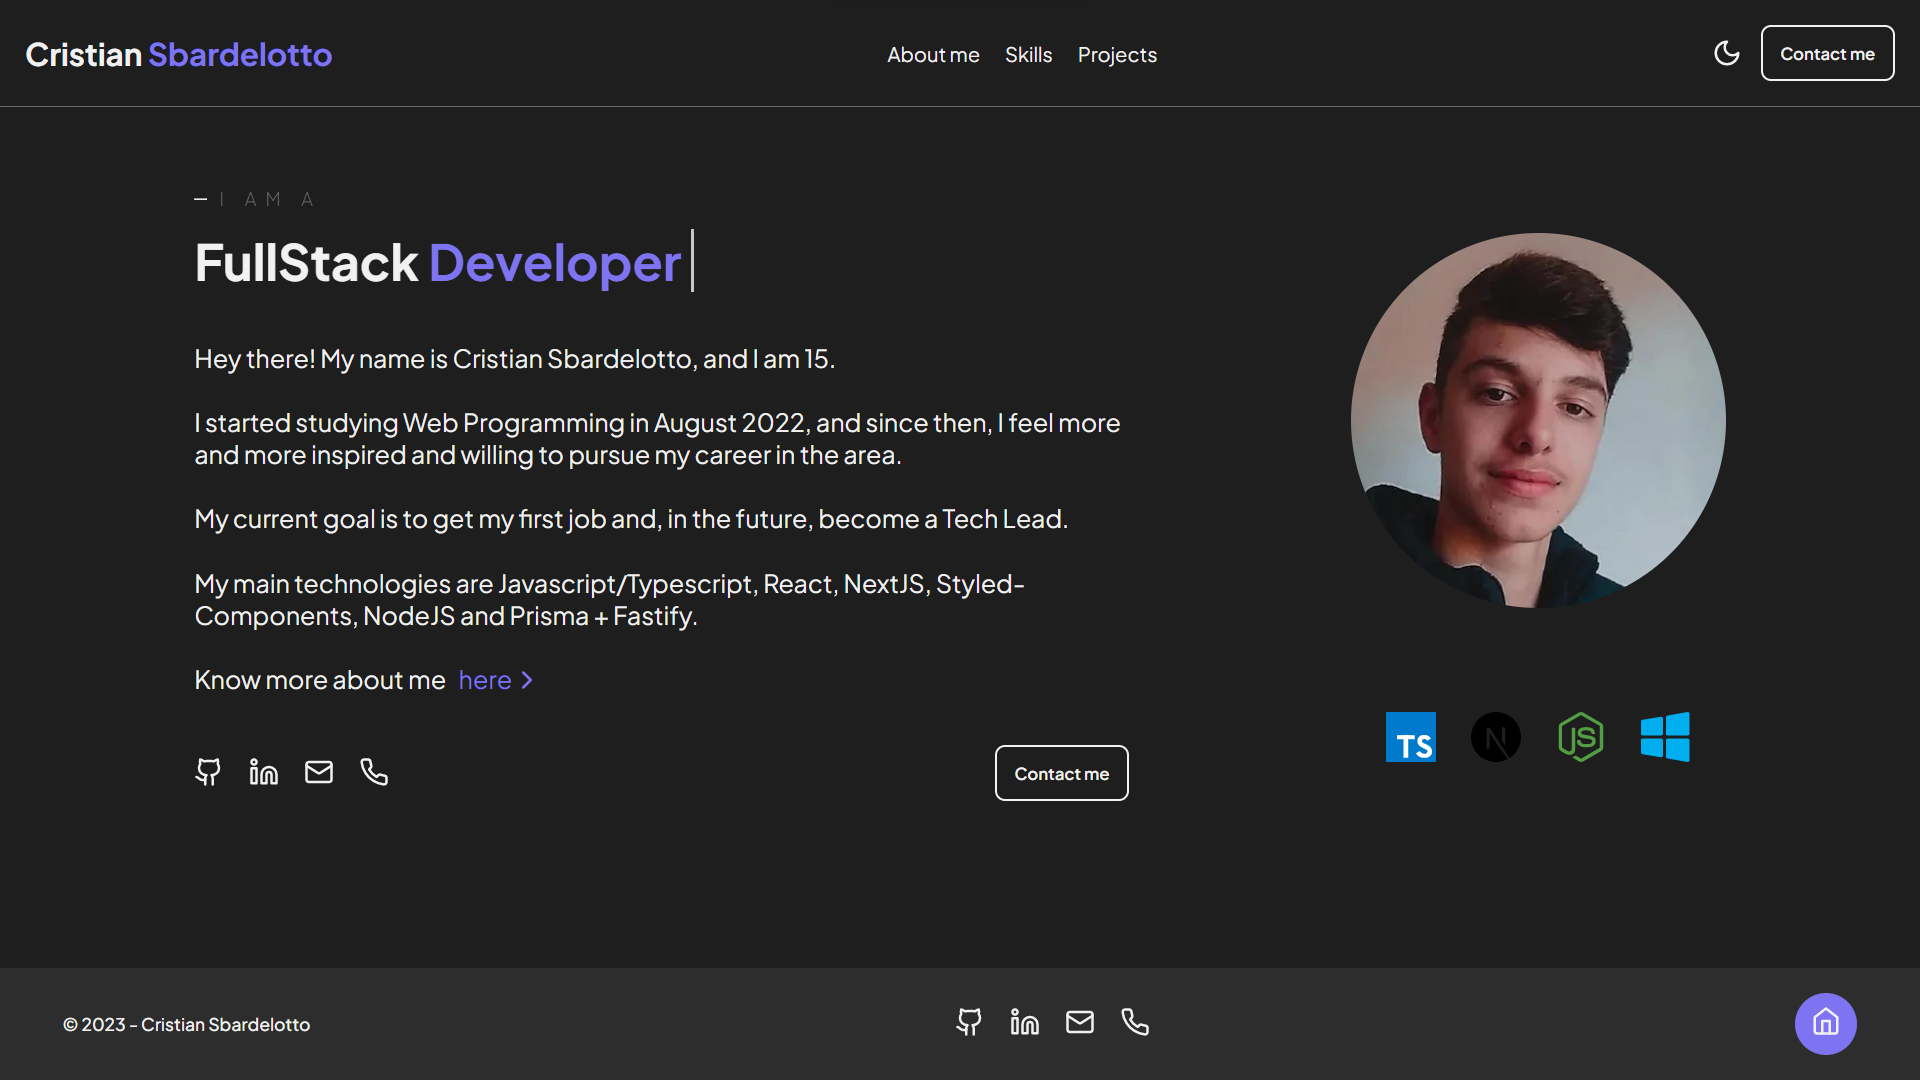 Cristian Sbardelotto
About me Skills Projects
Contact me
— I AM A
FullStack Developer
Hey there! My name is Cristian Sbardelotto, and I am 15.
I started studying Web Programming in August 2022, and since then, I feel more
and more inspired and willing to pursue my career in the area.
My current goal is to get my first job and, in the future, become a Tech Lead.
My main technologies are Javascript/Typescript, React, NextJS, Styled-
Components, NodeJS and Prisma + Fastify.
Know more about me here
Contact me
TS
N
JS
© 2023 - Cristian Sbardelotto